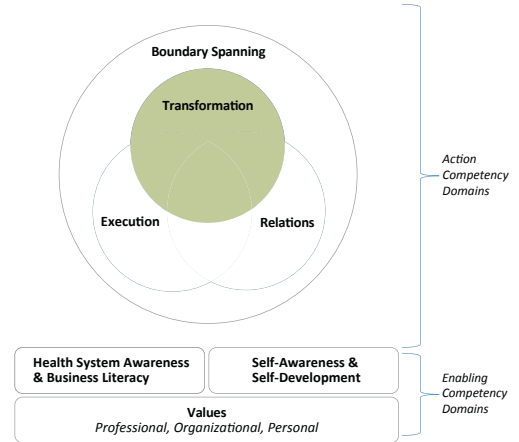 Boundary Spanning
Transformation
Execution
Relations
Action
Competency
Domains
Health System Awareness
& Business Literacy
Self-Awareness &
Self-Development
Values
Professional, Organizational, Personal
Enabling
Competency
Domains